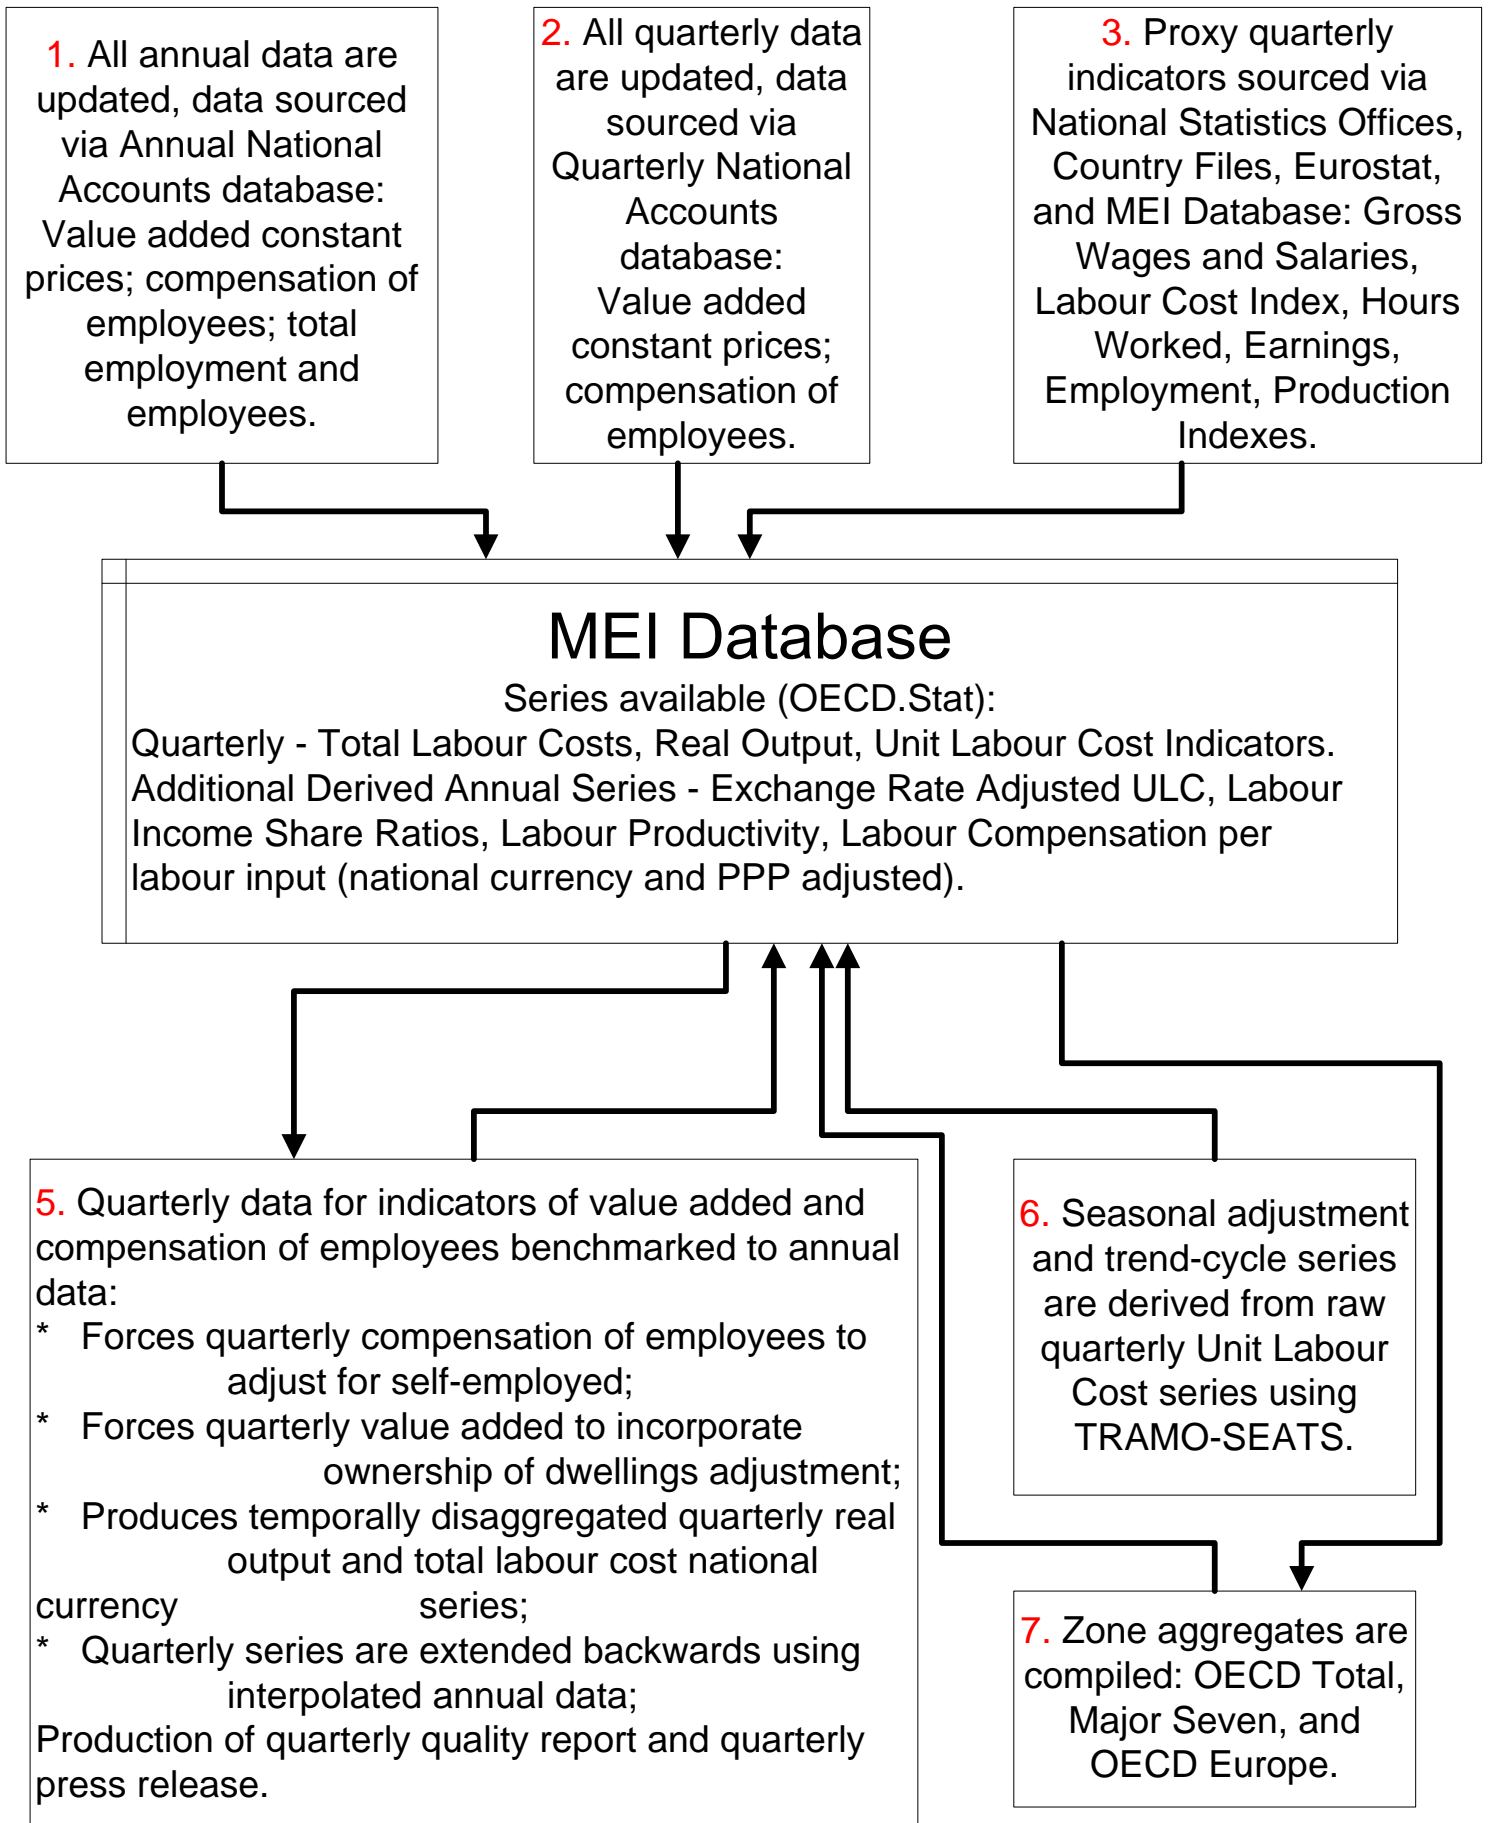 1. All annual data are
updated, data sourced
via Annual National
Accounts database:
Value added constant
prices; compensation of
employees; total
employment and
employees.
2. All quarterly data
are updated, data
sourced via
Quarterly National
Accounts
database:
Value added
constant prices;
compensation of
employees.
3. Proxy quarterly
indicators sourced via
National Statistics Offices,
Country Files, Eurostat,
and MEI Database: Gross
Wages and Salaries,
Labour Cost Index, Hours
Worked, Earnings,
Employment, Production
Indexes.
MEI Database
Series available (OECD.Stat):
Quarterly - Total Labour Costs, Real Output, Unit Labour Cost Indicators.
Additional Derived Annual Series - Exchange Rate Adjusted ULC, Labour
Income Share Ratios, Labour Productivity, Labour Compensation per
labour input (national currency and PPP adjusted).
5. Quarterly data for indicators of value added and
compensation of employees benchmarked to annual
data:
* Forces quarterly compensation of employees to
adjust for self-employed;
* Forces quarterly value added to incorporate
ownership of dwellings adjustment;
* Produces temporally disaggregated quarterly real
output and total labour cost national
currency series;
* Quarterly series are extended backwards using
interpolated annual data;
Production of quarterly quality report and quarterly
press release.
6. Seasonal adjustment
and trend-cycle series
are derived from raw
quarterly Unit Labour
Cost series using
TRAMO-SEATS.
7. Zone aggregates are
compiled: OECD Total,
Major Seven, and
OECD Europe.